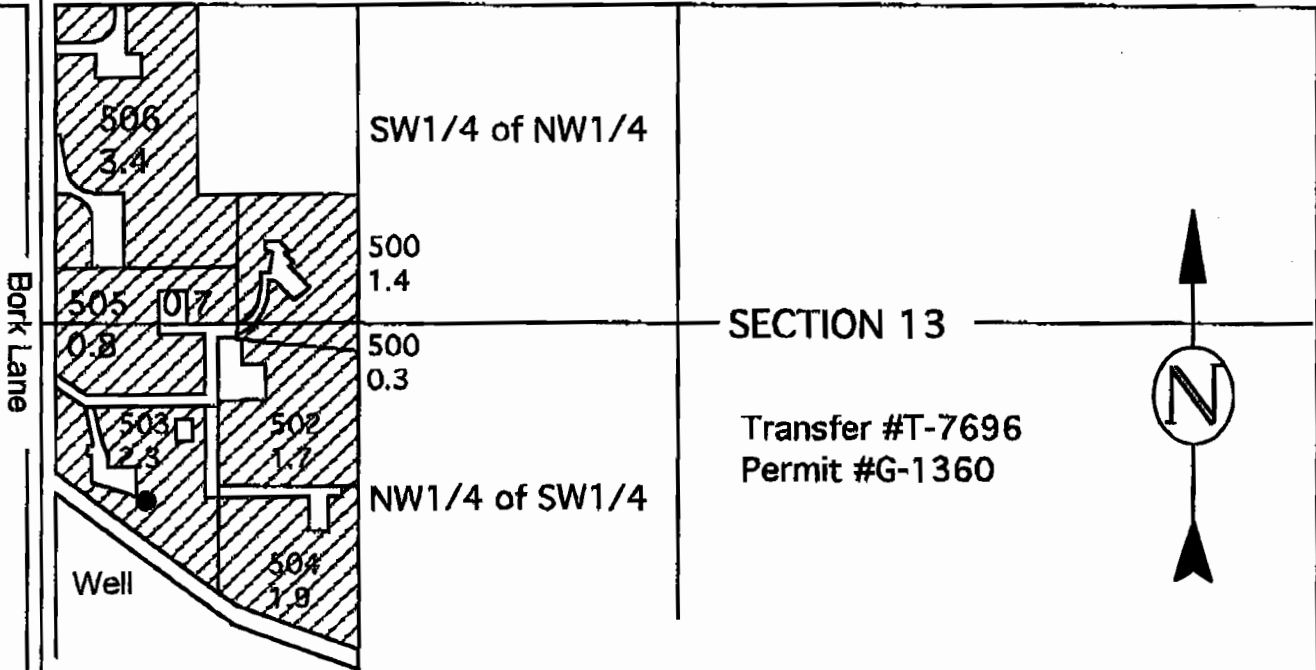 506
3.4
SW1/4 of NW1/4
500
1.4
505
0.7
0.8
Bork Lane
500
0.3
SECTION 13
N
503
2.3
502
1.7
Transfer #T-7696
Permit #G-1360
NW1/4 of SW1/4
Well
504
1.9